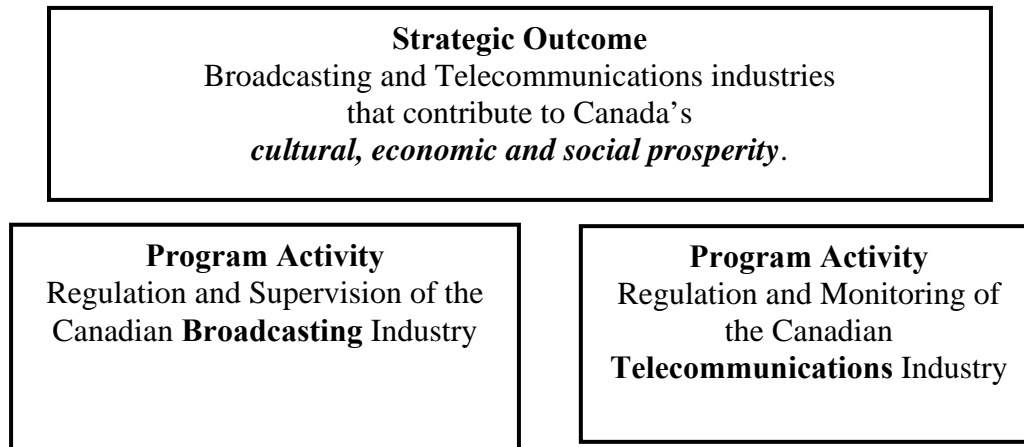 Strategic Outcome
Broadcasting and Telecommunications industries
that contribute to Canada’s
cultural, economic and social prosperity.
Program Activity
Regulation and Supervision of the
Canadian Broadcasting Industry
Program Activity
Regulation and Monitoring of
the Canadian
Telecommunications Industry